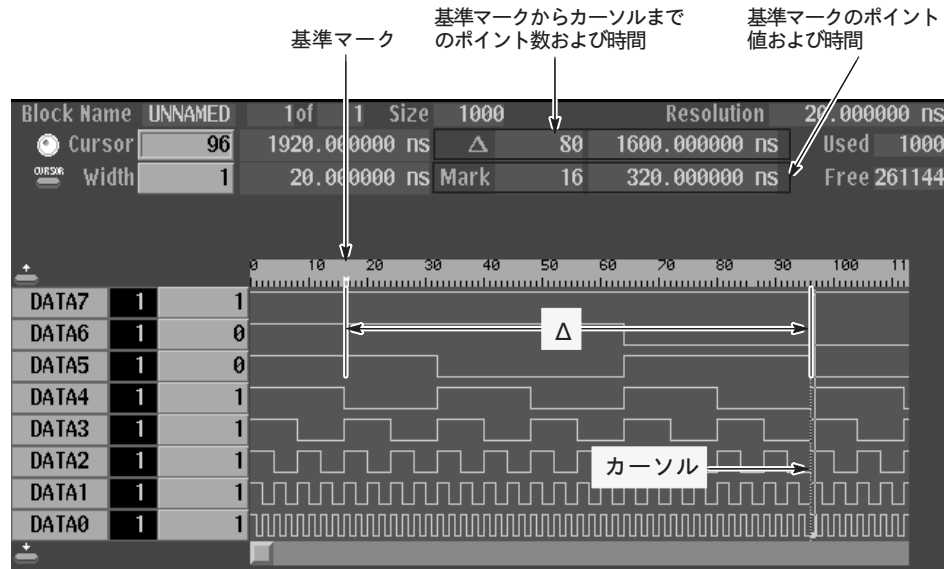 基準マーク
基準マークからカーソルまで
のポイント数および時間
基準マークのポイント
値および時間
Block Name UNNAMED 1of 1 Size 1000 Resolution 20.000000 ns
Cursor 96 1920.000000 ns Δ 80 1600.000000 ns Used 1000
CURSOR Width 1 20.000000 ns Mark 16 320.000000 ns Free 261144
0 10 20 30 40 50 60 70 80 90 100 11
DATA7 1 1
DATA6 1 0
Δ
DATA5 1 0
DATA4 1 1
DATA3 1 1
DATA2 1 1
カーソル
DATA1 1 1
DATA0 1 1